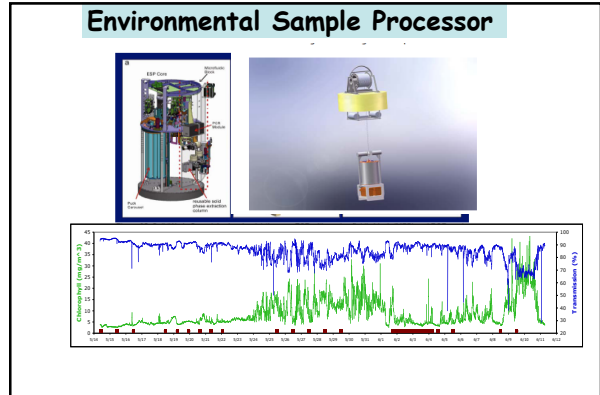 Environmental Sample Processor
a
ESP Core
Microfluidic
Block
PCR
Module
Puck
Carousel
reusable solid
phase extraction
column
Chlorophyll (mg/m^3)
45
40
35
30
25
20
15
10
5
0
100
90
80
70
60
50
40
30
20
Transmission (%)
5/14 5/15 5/16 5/17 5/18 5/19 5/20 5/21 5/22 5/23 5/24 5/25 5/26 5/27 5/28 5/29 5/30 5/31 6/1 6/2 6/3 6/4 6/5 6/6 6/7 6/8 6/9 6/10 6/11 6/12